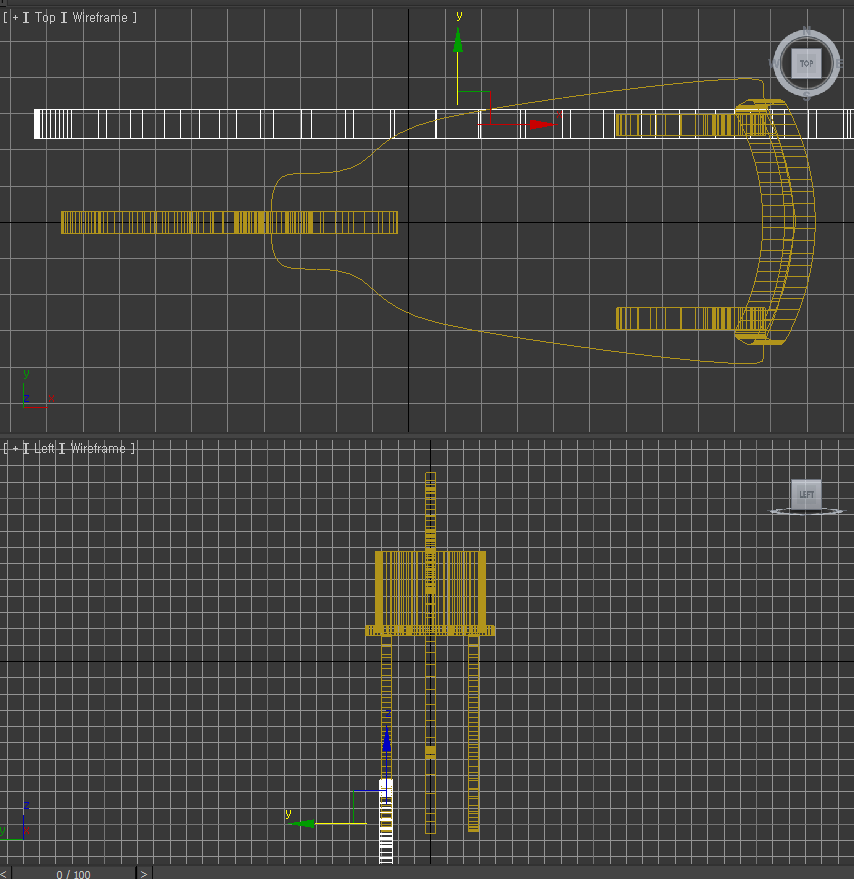 [ + ] Top ] Wireframe ]
y
N
W TOP E
S
y
z
[ + ] Left ] Wireframe ]
LEFT
z
y
z
y x
< 0 / 100 >